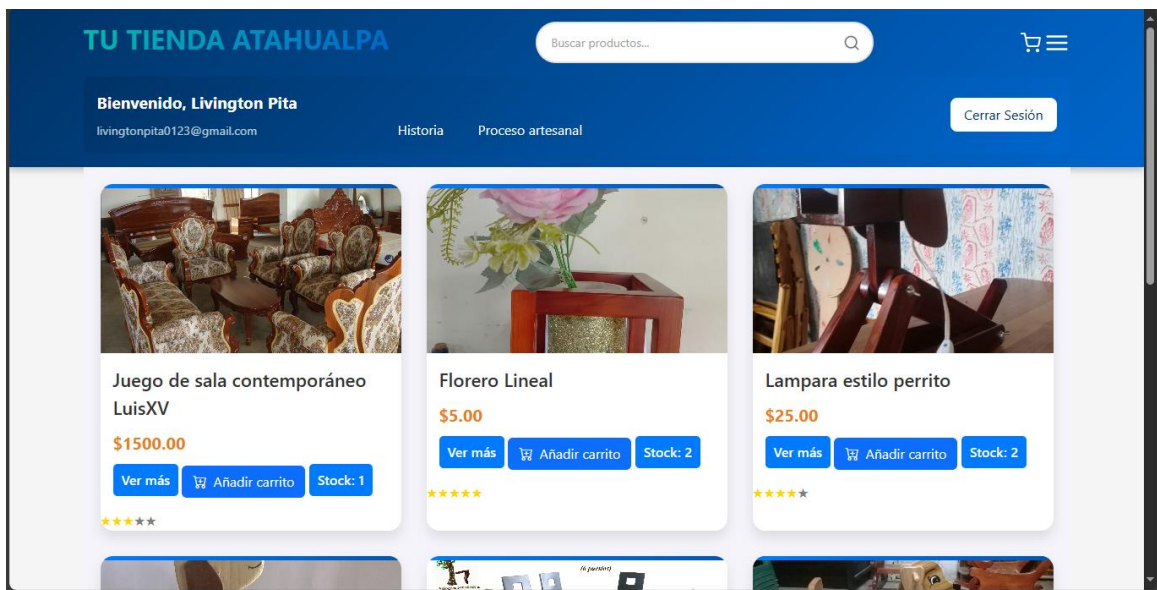 TU TIENDA ATAHUALPA
Buscar productos...
Bienvenido, Livington Pita
livingtonpita0123@gmail.com
Historia
Proceso artesanal
Cerrar Sesión
Juego de sala contemporáneo
LuisXV
$1500.00
Ver más
Añadir carrito
Stock: 1
Florero Lineal
$5.00
Ver más
Añadir carrito
Stock: 2
Lampara estilo perrito
$25.00
Ver más
Añadir carrito
Stock: 2